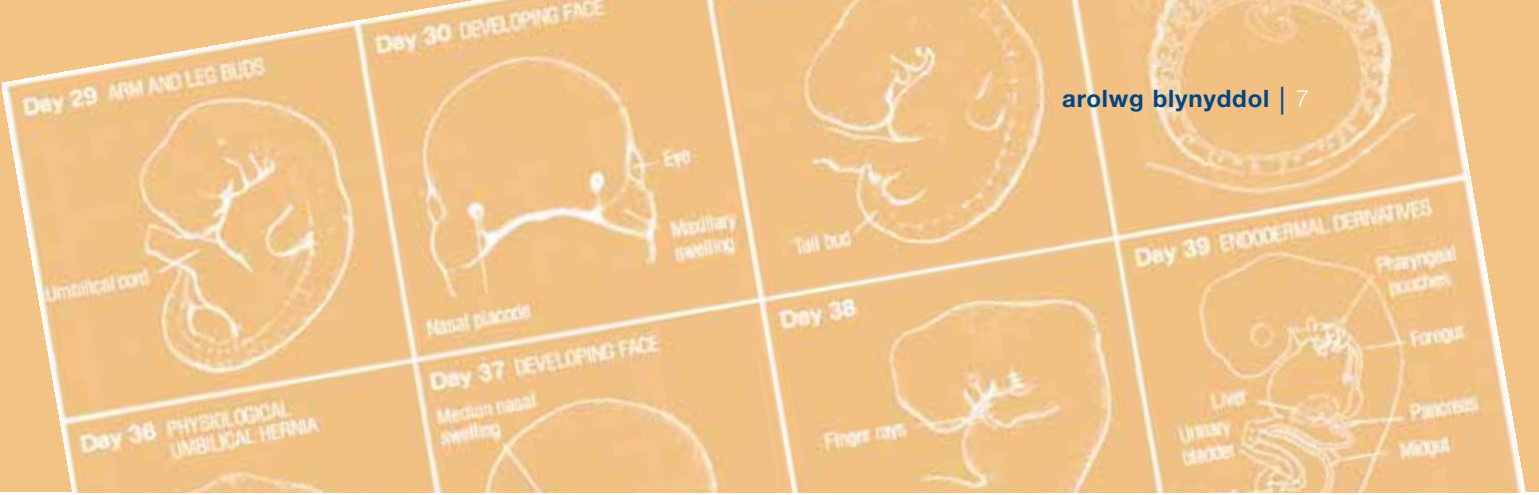 arolwg blynyddol | 7
Day 29 ARM AND LEG BUDS
Umbilical cord
Day 30 DEVELOPING FACE
Eye
Maxillary
swelling
Nasal placode
Tail bud
Day 36 PHYSIOLOGICAL
UMBILICAL HERNIA
Day 37 DEVELOPING FACE
Median nasal
swelling
Day 38
Finger rays
Day 39 ENDODERMAL DERIVATIVES
Pharyngeal
pouches
Foregut
Liver
Pancreas
Urinary
bladder
Midgut